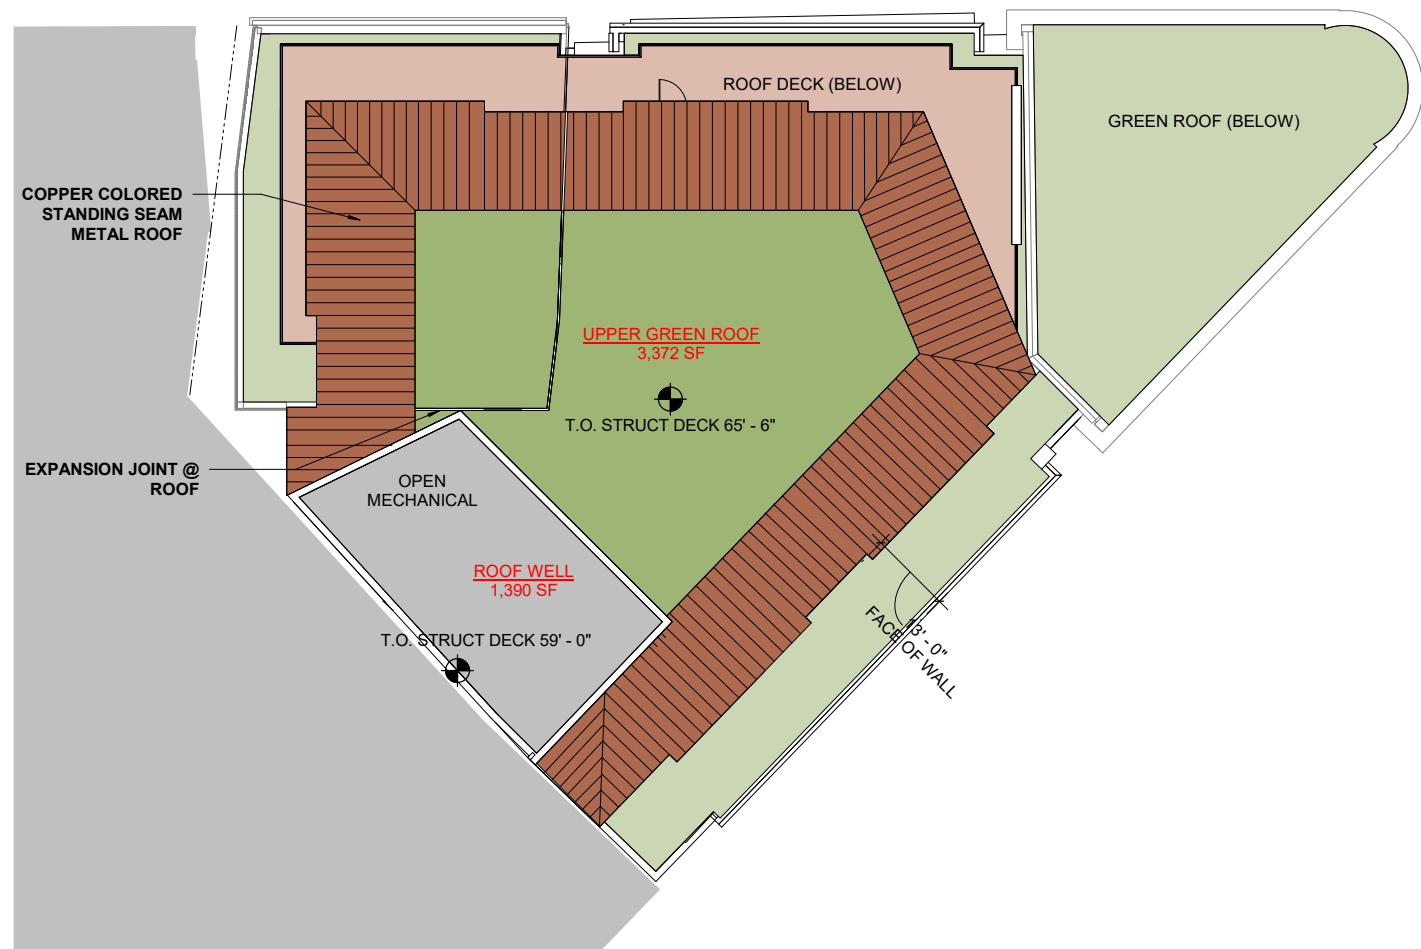 ROOF DECK (BELOW)
GREEN ROOF (BELOW)
COPPER COLORED
STANDING SEAM
METAL ROOF
UPPER GREEN ROOF
3,372 SF
T.O. STRUCT DECK 65' - 6"
EXPANSION JOINT @
ROOF
OPEN
MECHANICAL
ROOF WELL
1,390 SF
T.O. STRUCT DECK 59' - 0"
13' - 0"
FACE OF WALL